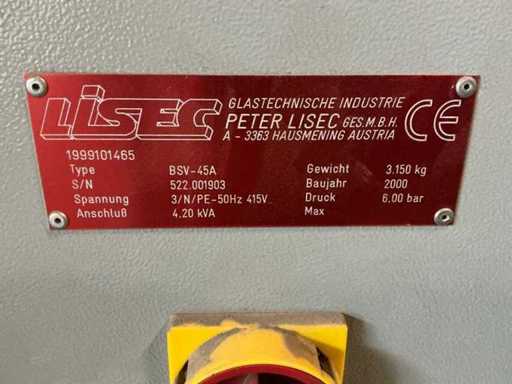 LISEC
GLASTECHNISCHE INDUSTRIE
PETER LISEC GES.M.B.H.
A - 3363 HAUSMENING AUSTRIA
CE
1999101465
Type BSV-45A Gewicht 3.150 kg
S/N 522.001903 Baujahr 2000
Spannung 3/N/PE-50Hz 415V Druck 6.00 bar
Anschluß 4.20 kVA Max